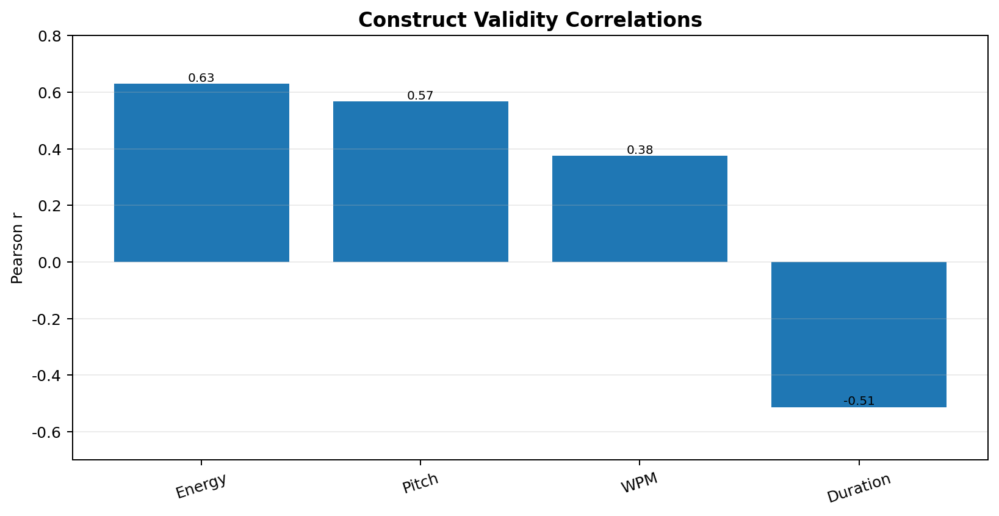 Construct Validity Correlations
Pearson r
0.8
0.6
0.4
0.2
0.0
-0.2
-0.4
-0.6
0.63
0.57
0.38
-0.51
Energy
Pitch
WPM
Duration